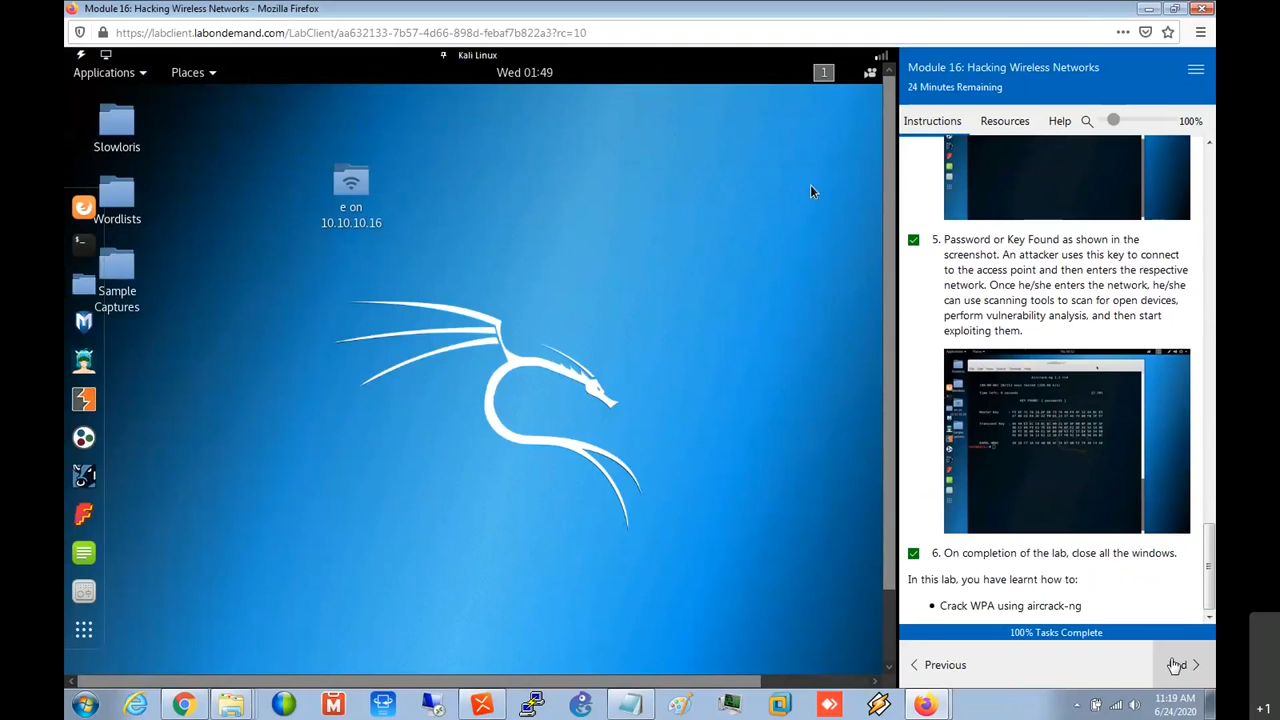 Module 16: Hacking Wireless Networks - Mozilla Firefox
https://labclient.labondemand.com/LabClient/aa632133-7b57-4d66-898d-febaf7b822a3?rc=10
Kali Linux
Applications
Places
Wed 01:49
1
Slowloris
Wordlists
Sample
Captures
e on
10.10.10.16
Module 16: Hacking Wireless Networks
24 Minutes Remaining
Instructions
Resources
Help
100%
5. Password or Key Found as shown in the
screenshot. An attacker uses this key to connect
to the access point and then enters the respective
network. Once he/she enters the network, he/she
can use scanning tools to scan for open devices,
perform vulnerability analysis, and then start
exploiting them.
6. On completion of the lab, close all the windows.
In this lab, you have learnt how to:
• Crack WPA using aircrack-ng
100% Tasks Complete
Previous
11:19 AM
6/24/2020
+1